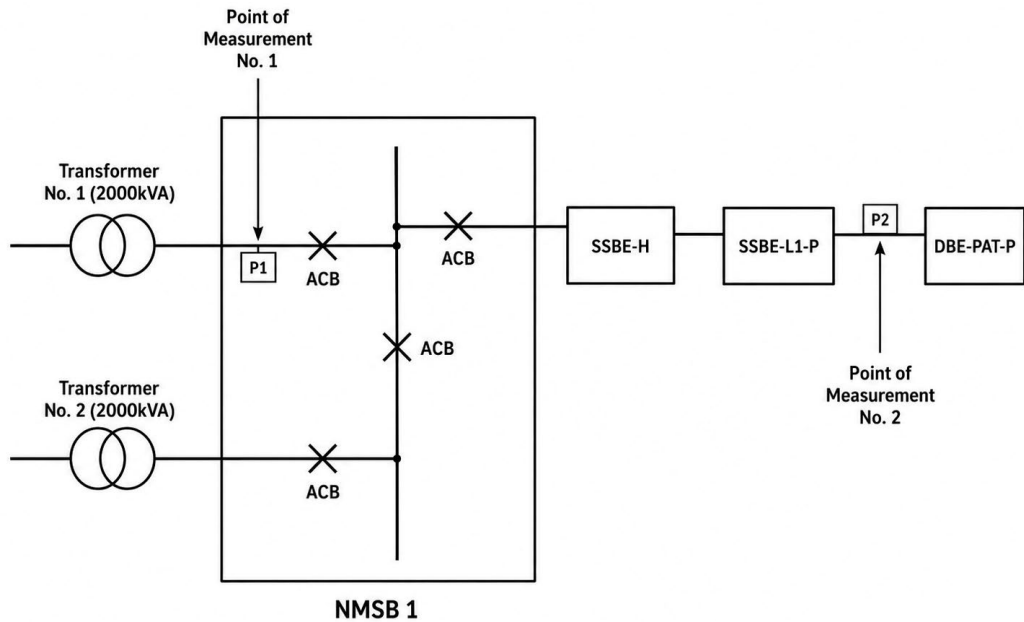 Point of
Measurement
No. 1
Transformer
No. 1 (2000kVA)
P1
ACB
ACB
SSBE-H
SSBE-L1-P
P2
DBE-PAT-P
ACB
Transformer
No. 2 (2000kVA)
Point of
Measurement
No. 2
ACB
NMSB 1